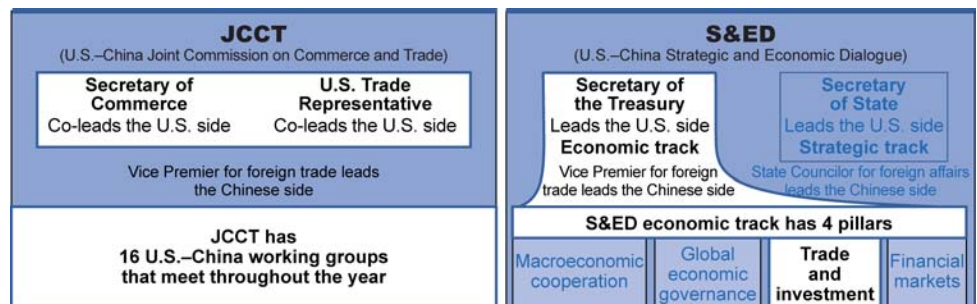 JCCT
(U.S.–China Joint Commission on Commerce and Trade)
Secretary of
Commerce
Co-leads the U.S. side
U.S. Trade
Representative
Co-leads the U.S. side
Vice Premier for foreign trade leads
the Chinese side
JCCT has
16 U.S.–China working groups
that meet throughout the year
S&ED
(U.S.–China Strategic and Economic Dialogue)
Secretary of
the Treasury
Leads the U.S. side
Economic track
Vice Premier for foreign
trade leads the Chinese side
Secretary
of State
Leads the U.S. side
Strategic track
State Councilor for foreign affairs
leads the Chinese side
S&ED economic track has 4 pillars
Macroeconomic
cooperation
Global
economic
governance
Trade
and
investment
Financial
markets